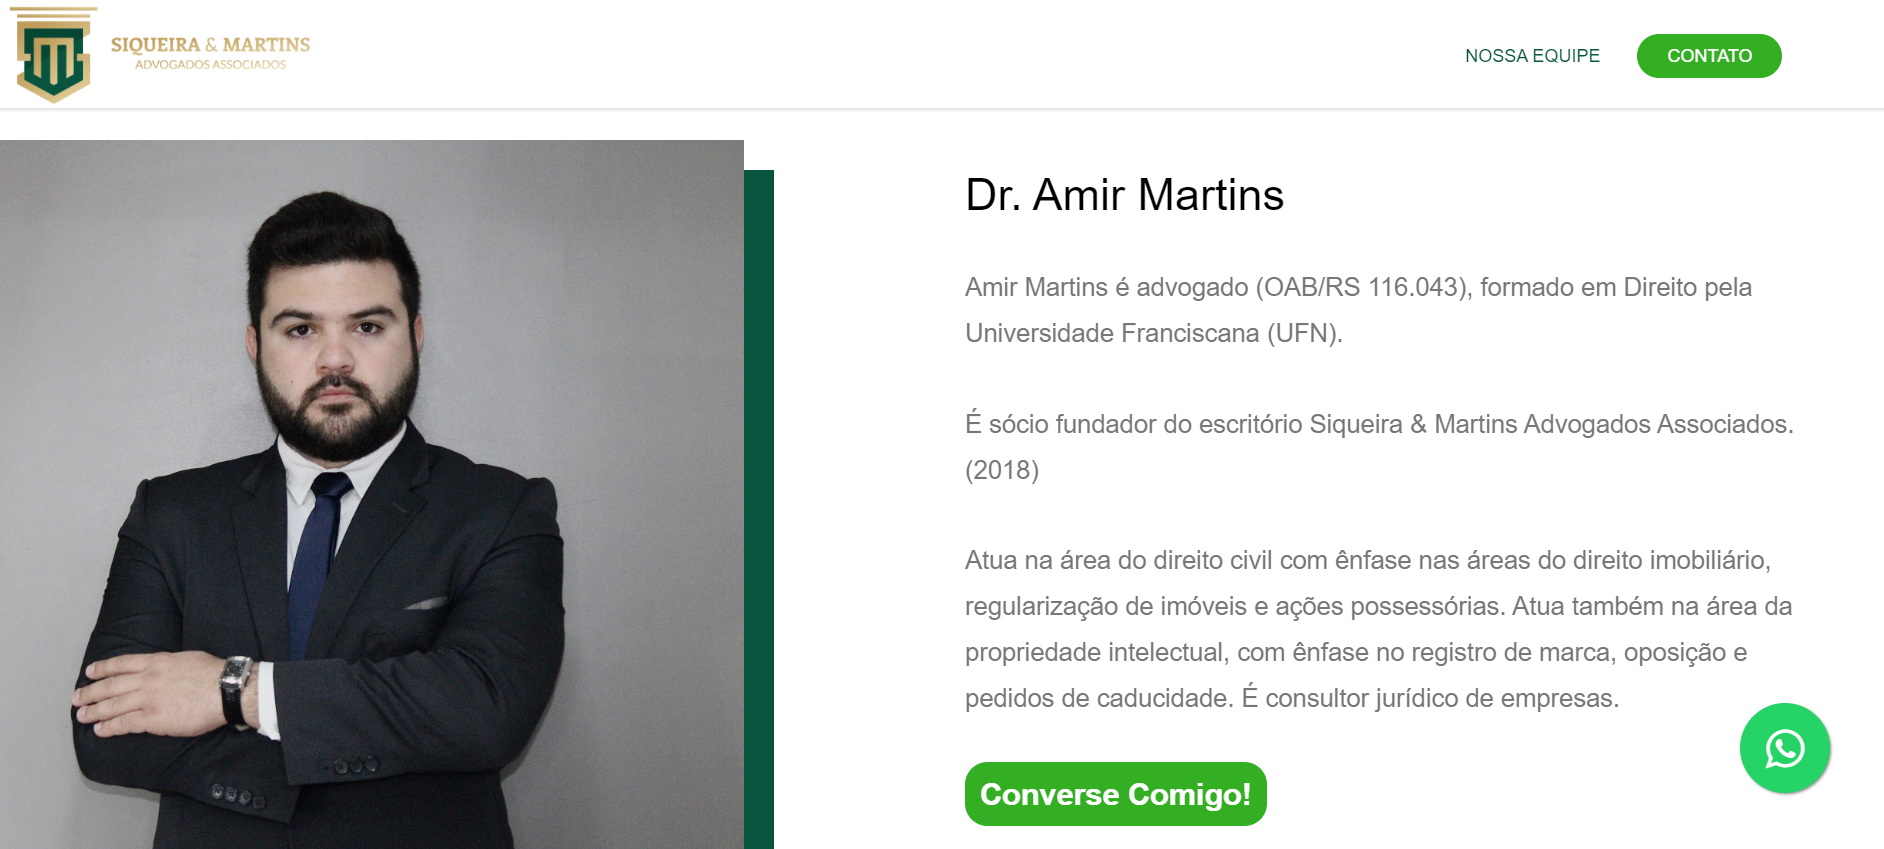 SIQUEIRA & MARTINS
ADVOGADOS ASSOCIADOS
NOSSA EQUIPE
CONTATO
Dr. Amir Martins
Amir Martins é advogado (OAB/RS 116.043), formado em Direito pela
Universidade Franciscana (UFN).
É sócio fundador do escritório Siqueira & Martins Advogados Associados.
(2018)
Atua na área do direito civil com ênfase nas áreas do direito imobiliário,
regularização de imóveis e ações possessórias. Atua também na área da
propriedade intelectual, com ênfase no registro de marca, oposição e
pedidos de caducidade. É consultor jurídico de empresas.
Converse Comigo!